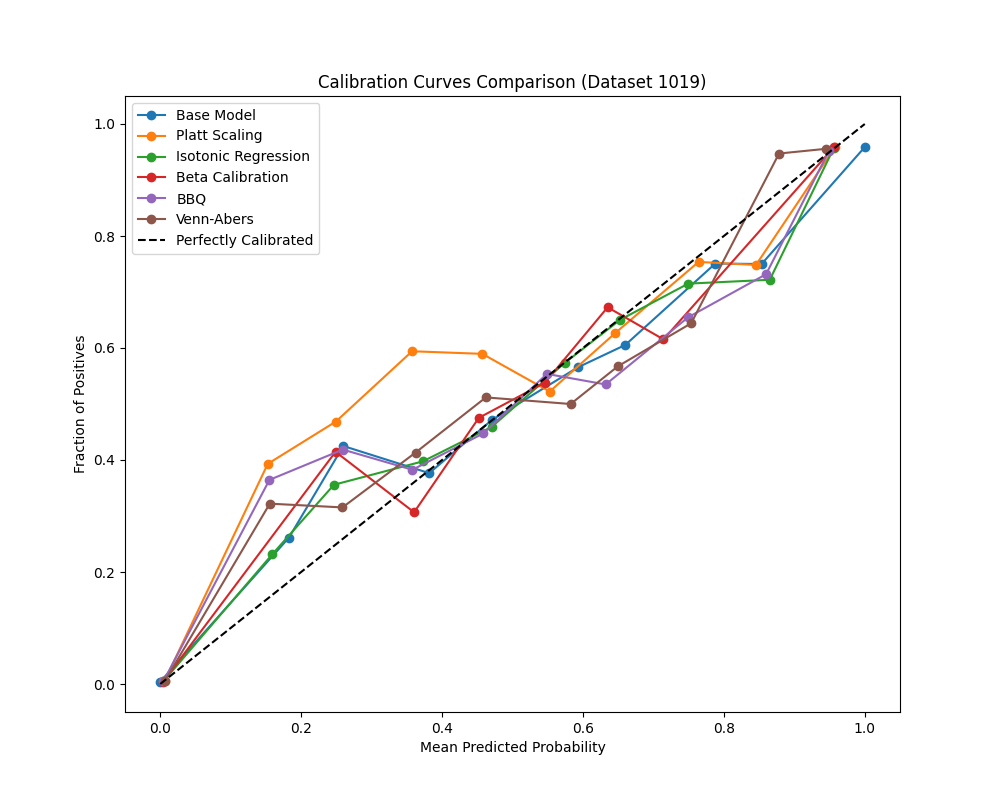 Calibration Curves Comparison (Dataset 1019)
Base Model
Platt Scaling
Isotonic Regression
Beta Calibration
BBQ
Venn-Abers
Perfectly Calibrated
Fraction of Positives
1.0
0.8
0.6
0.4
0.2
0.0
0.0 0.2 0.4 0.6 0.8 1.0
Mean Predicted Probability